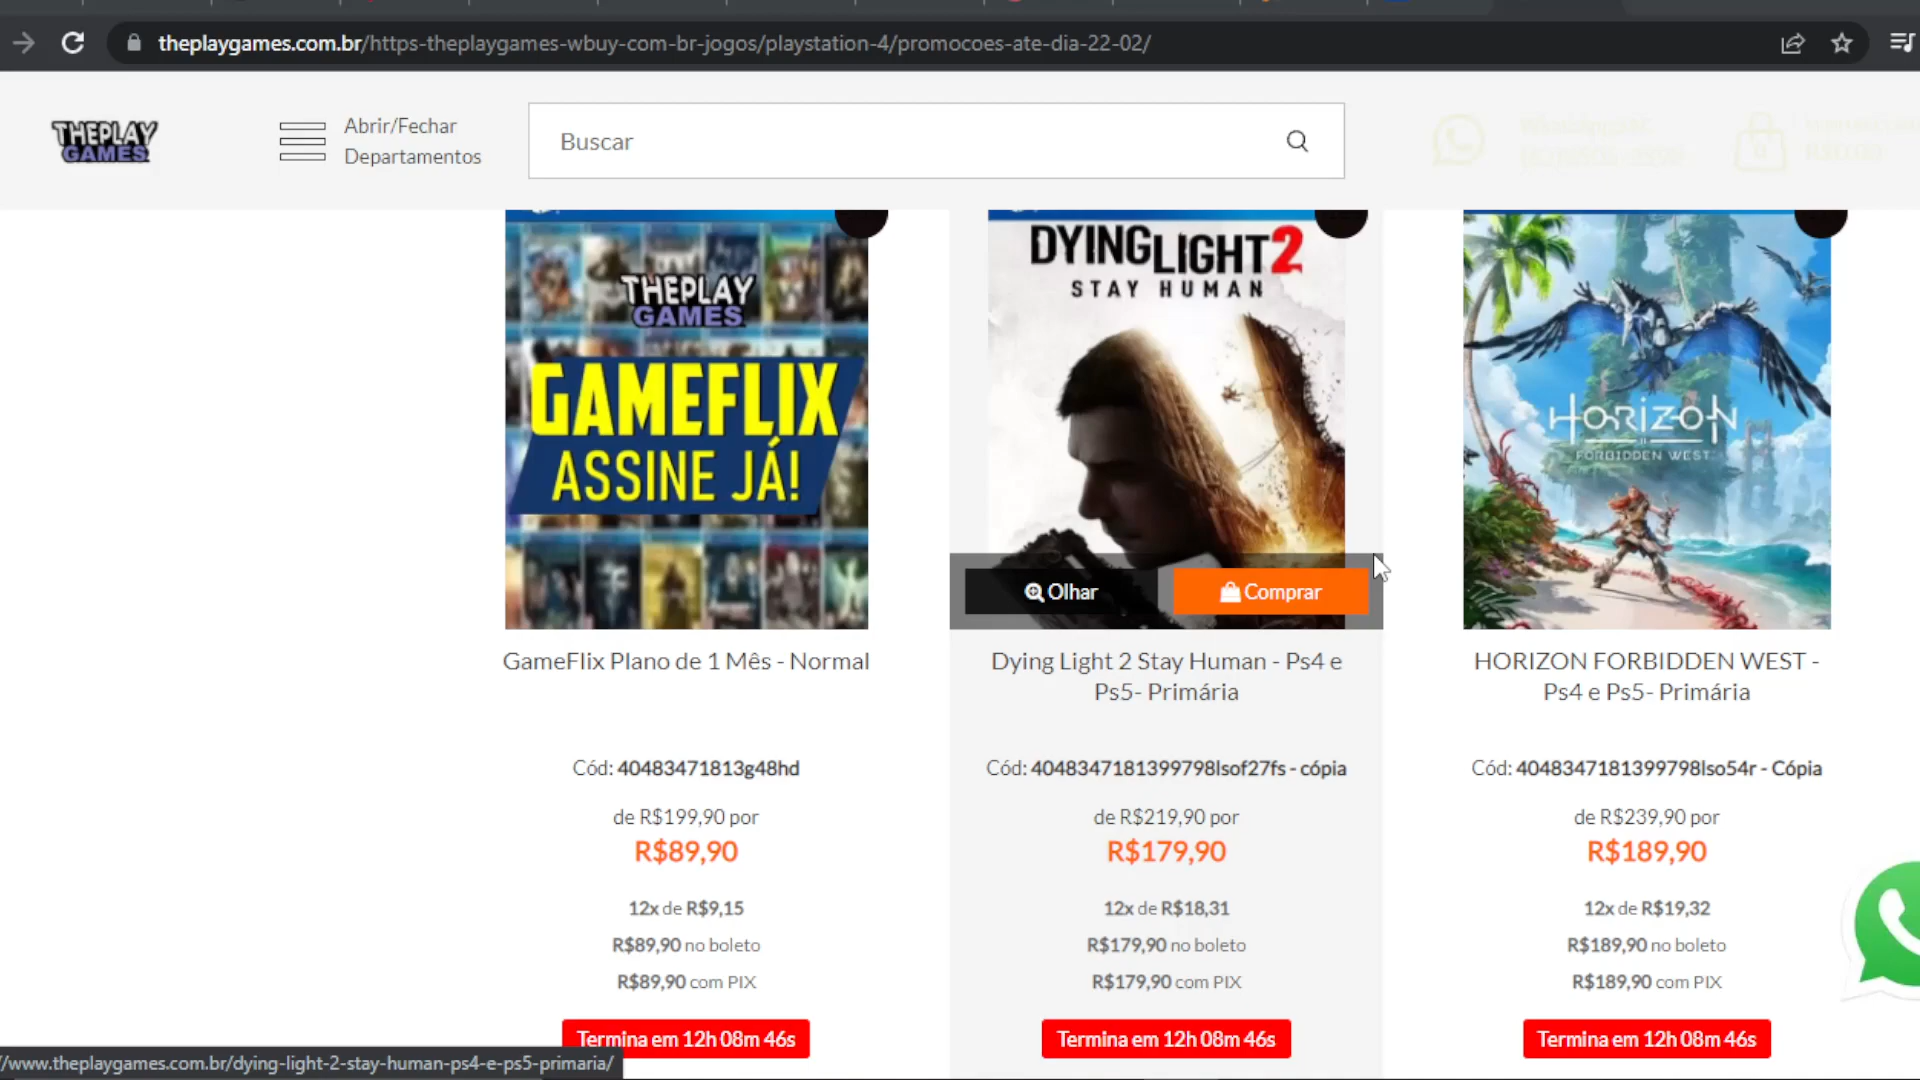 theplaygames.com.br/https-theplaygames-wbuy-com-br-jogos/playstation-4/promocoes-ate-dia-22-02/
THEPLAY
GAMES
Abrir/Fechar
Departamentos
Buscar
THEPLAY
GAMES
GAMEFLIX
ASSINE JÁ!
DYING LIGHT 2
STAY HUMAN
HORIZON
FORBIDDEN WEST
Olhar
Comprar
GameFlix Plano de 1 Mês - Normal
Dying Light 2 Stay Human - Ps4 e
Ps5- Primária
HORIZON FORBIDDEN WEST -
Ps4 e Ps5- Primária
Cód: 40483471813g48hd
Cód: 4048347181399798lsof27fs - cópia
Cód: 4048347181399798lso54r - Cópia
de R$199,90 por
R$89,90
de R$219,90 por
R$179,90
de R$239,90 por
R$189,90
12x de R$9,15
R$89,90 no boleto
R$89,90 com PIX
12x de R$18,31
R$179,90 no boleto
R$179,90 com PIX
12x de R$19,32
R$189,90 no boleto
R$189,90 com PIX
Termina em 12h 08m 46s
Termina em 12h 08m 46s
Termina em 12h 08m 46s
/www.theplaygames.com.br/dying-light-2-stay-human-ps4-e-ps5-primaria/